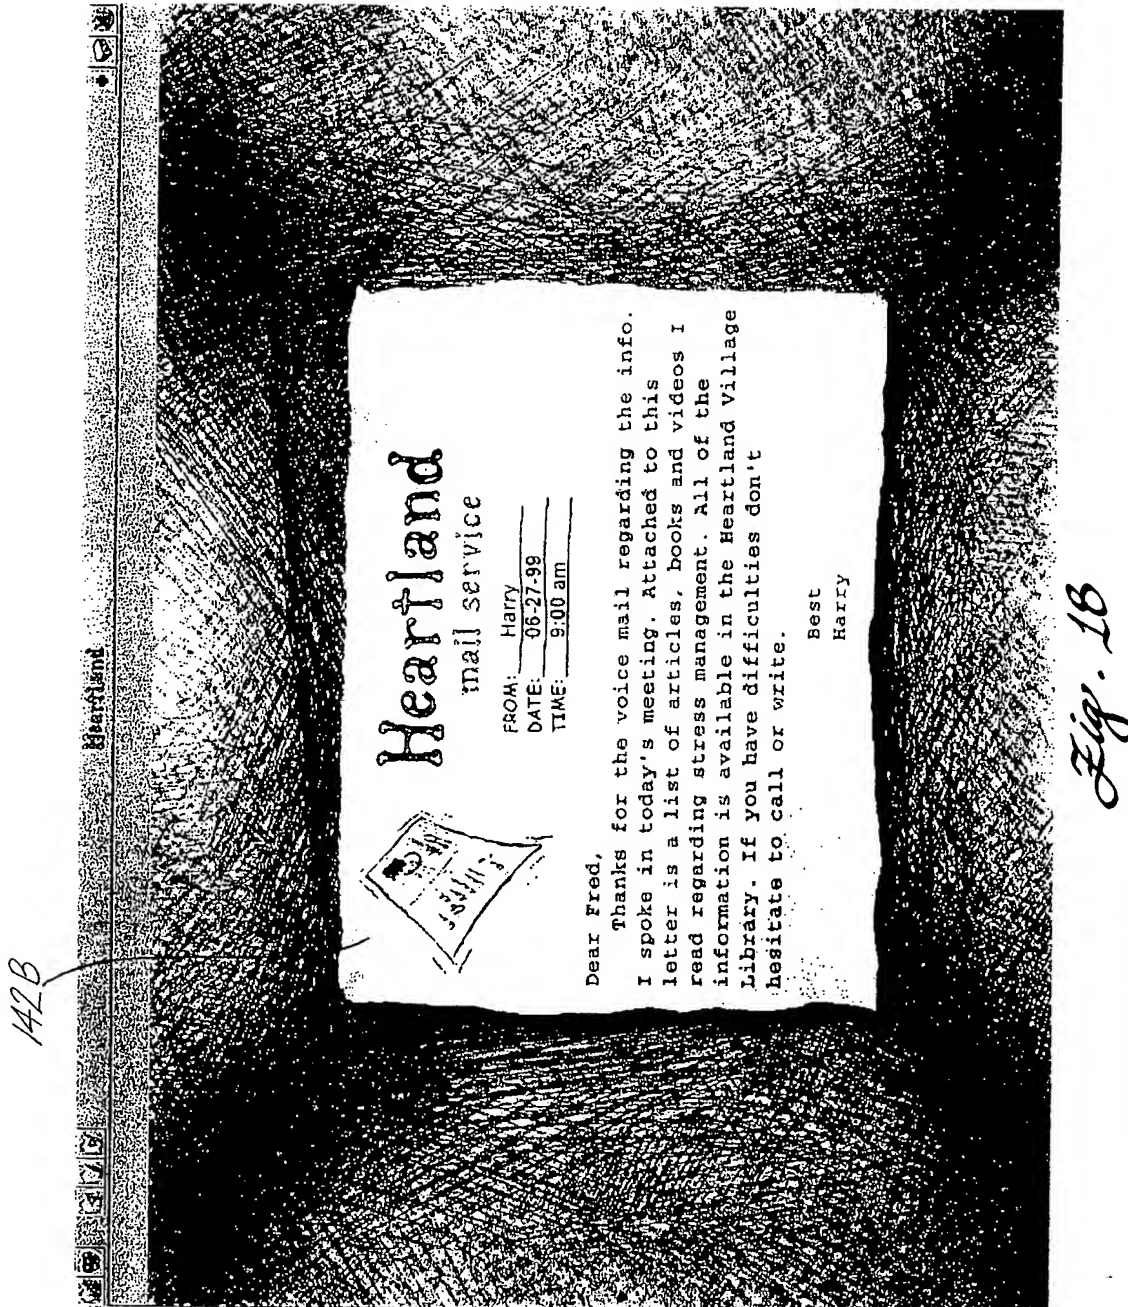 142B
Heartland
Heartland
mail service
FROM: Harry
DATE: 06-27-99
TIME: 9:00 am
Dear Fred,
Thanks for the voice mail regarding the info.
I spoke in today's meeting. Attached to this
letter is a list of articles, books and videos I
read regarding stress management. All of the
information is available in the Heartland Village
Library. If you have difficulties don't
hesitate to call or write.
Best
Harry
Fig. 18